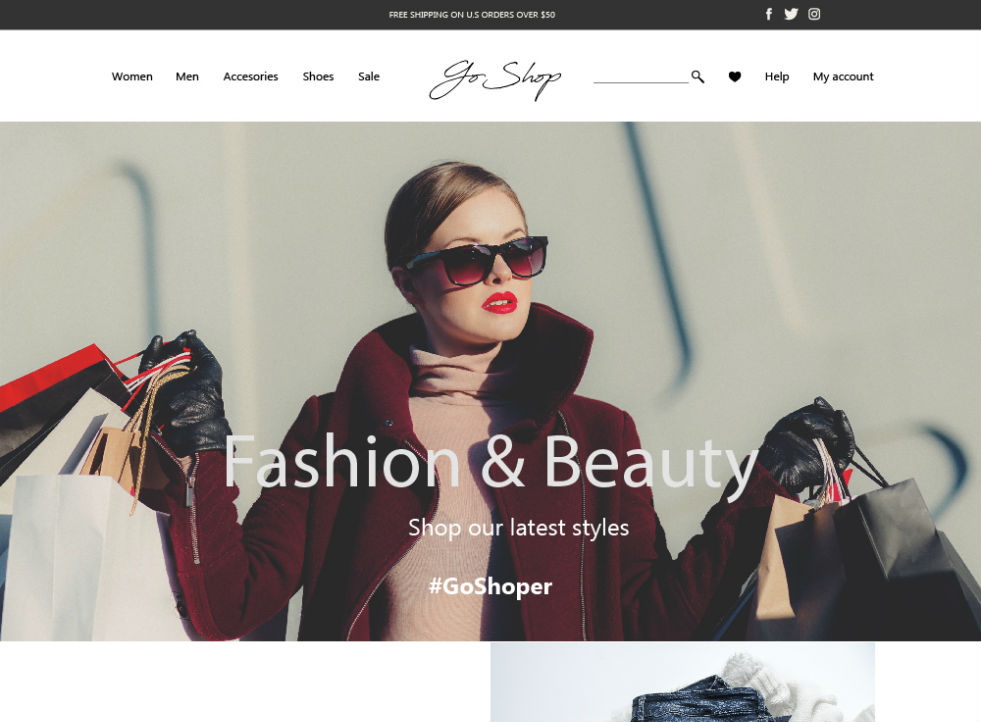 FREE SHIPPING ON U.S ORDERS OVER $50
Women Men Accesories Shoes Sale Go Shop Help My account
Fashion & Beauty
Shop our latest styles
#GoShoper